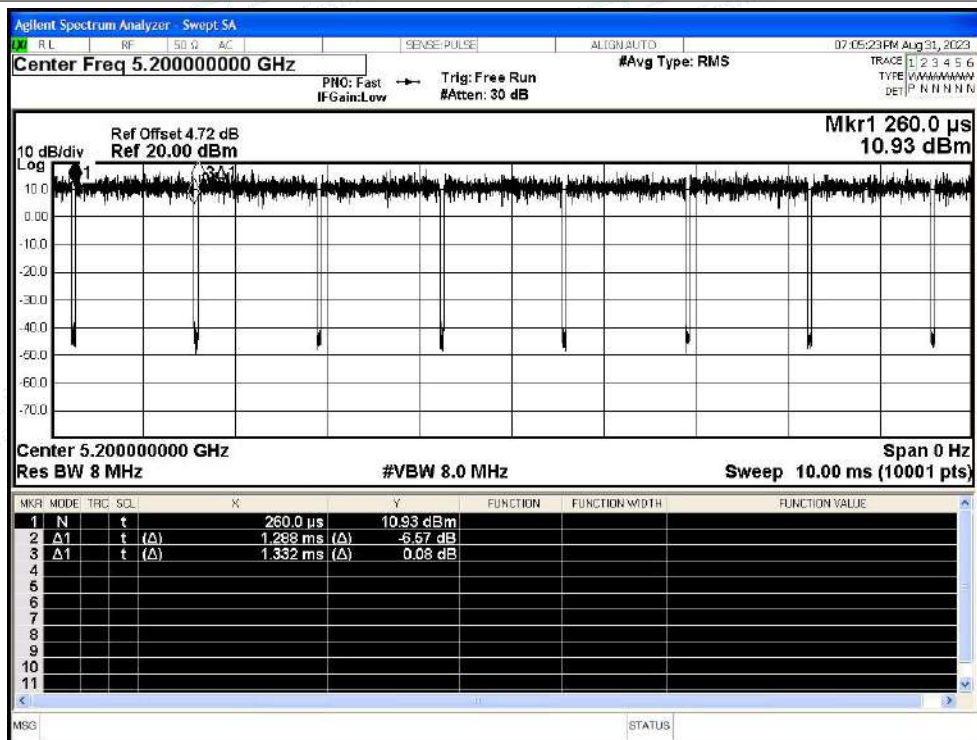 Agilent Spectrum Analyzer - Swept SA
LXI RL RF 50 Ω AC SENSE:PULSE ALIGNAUTO 07:05:23 PM Aug 31, 2023
Center Freq 5.200000000 GHz #Avg Type: RMS TRACE 1 2 3 4 5 6
PNO: Fast Trig: Free Run TYPE
IFGain:Low #Atten: 30 dB DET P N N N N N
Mkr1 260.0 µs
Ref Offset 4.72 dB
10 dB/div Ref 20.00 dBm 10.93 dBm
Log
1 3Δ1
10.0
0.00
-10.0
-20.0
-30.0
-40.0
-50.0
-60.0
-70.0
Center 5.200000000 GHz Span 0 Hz
Res BW 8 MHz #VBW 8.0 MHz Sweep 10.00 ms (10001 pts)
MKR MODE TRC SCL X Y FUNCTION FUNCTION WIDTH FUNCTION VALUE
1 N t 260.0 µs 10.93 dBm
2 Δ1 t (Δ) 1.288 ms (Δ) -6.57 dB
3 Δ1 t (Δ) 1.332 ms (Δ) 0.08 dB
4
5
6
7
8
9
10
11
MSG STATUS